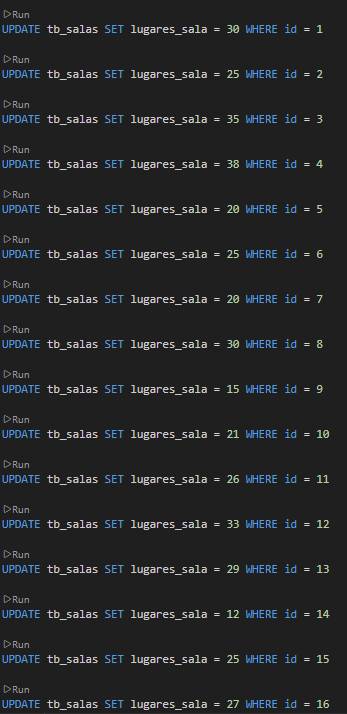 ▷Run
UPDATE tb_salas SET lugares_sala = 30 WHERE id = 1
▷Run
UPDATE tb_salas SET lugares_sala = 25 WHERE id = 2
▷Run
UPDATE tb_salas SET lugares_sala = 35 WHERE id = 3
▷Run
UPDATE tb_salas SET lugares_sala = 38 WHERE id = 4
▷Run
UPDATE tb_salas SET lugares_sala = 20 WHERE id = 5
▷Run
UPDATE tb_salas SET lugares_sala = 25 WHERE id = 6
▷Run
UPDATE tb_salas SET lugares_sala = 20 WHERE id = 7
▷Run
UPDATE tb_salas SET lugares_sala = 30 WHERE id = 8
▷Run
UPDATE tb_salas SET lugares_sala = 15 WHERE id = 9
▷Run
UPDATE tb_salas SET lugares_sala = 21 WHERE id = 10
▷Run
UPDATE tb_salas SET lugares_sala = 26 WHERE id = 11
▷Run
UPDATE tb_salas SET lugares_sala = 33 WHERE id = 12
▷Run
UPDATE tb_salas SET lugares_sala = 29 WHERE id = 13
▷Run
UPDATE tb_salas SET lugares_sala = 12 WHERE id = 14
▷Run
UPDATE tb_salas SET lugares_sala = 25 WHERE id = 15
▷Run
UPDATE tb_salas SET lugares_sala = 27 WHERE id = 16